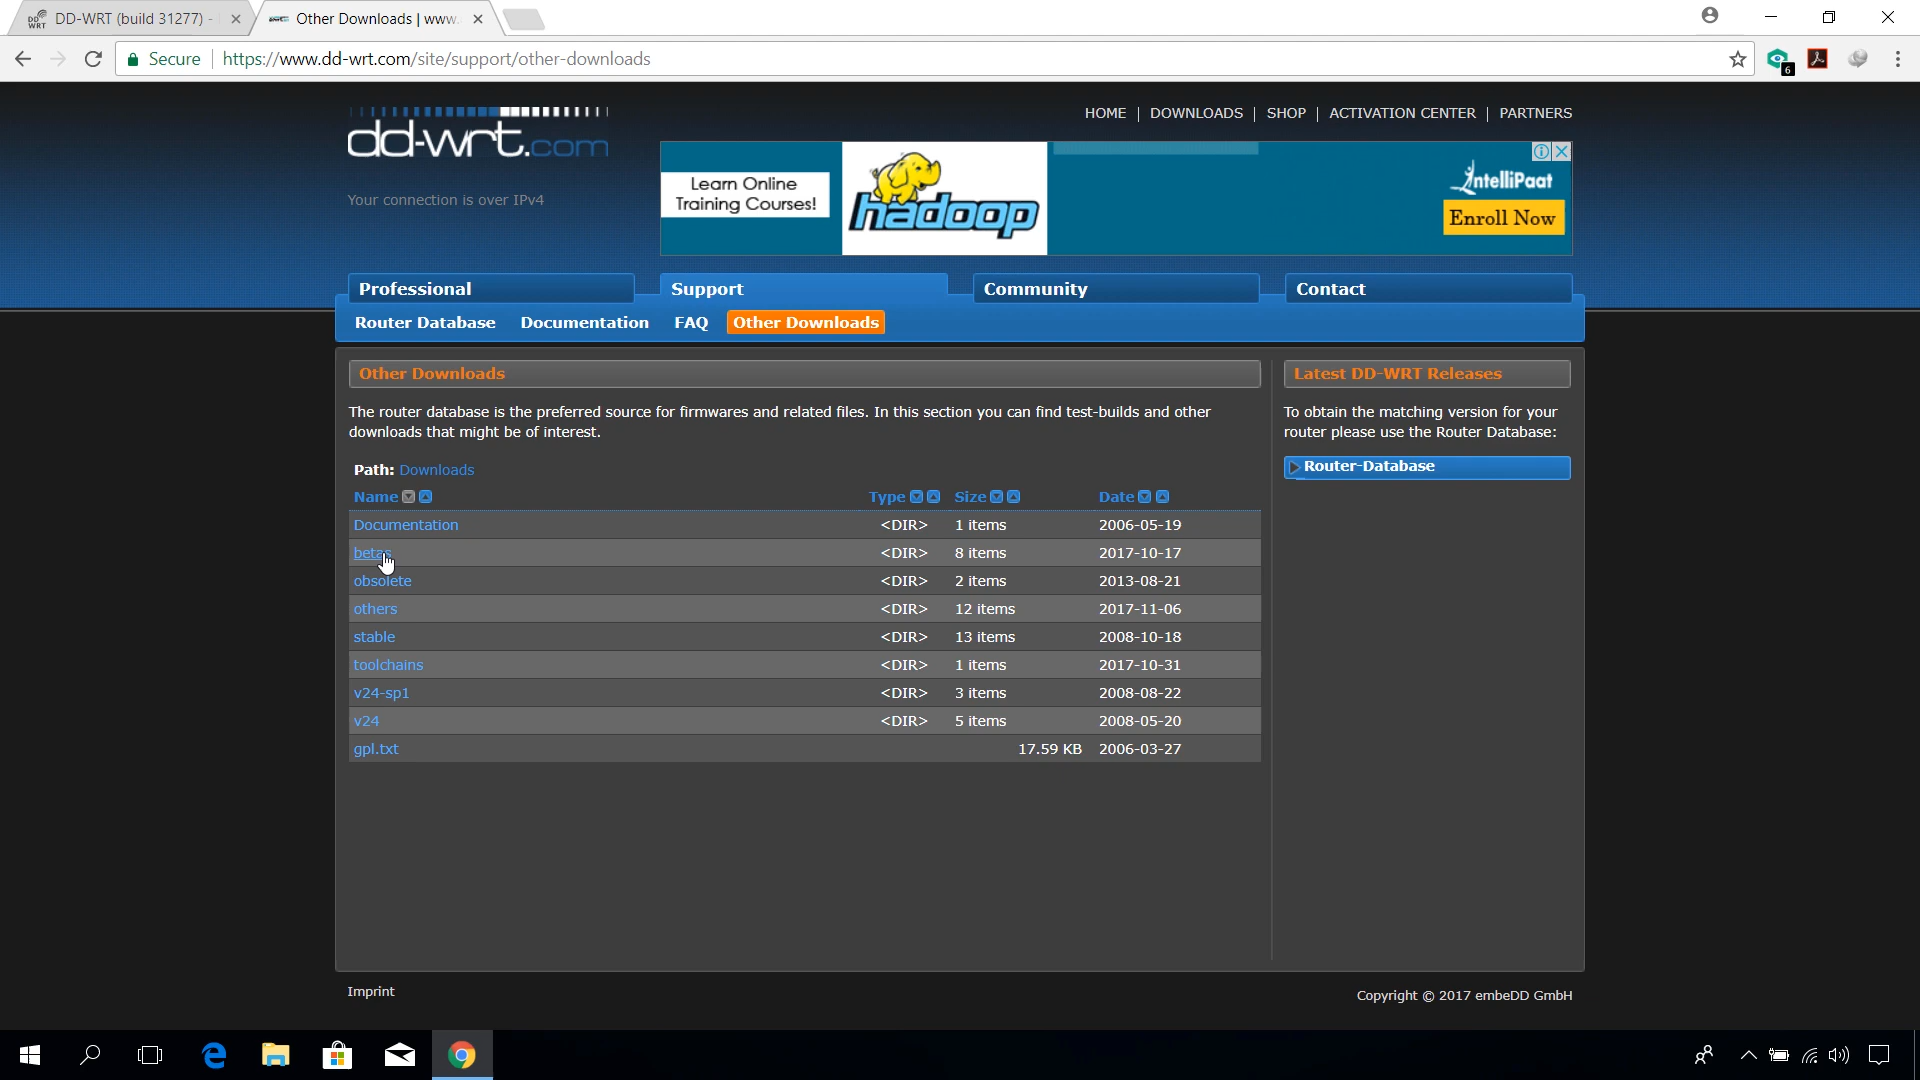 DD-WRT (build 31277) -
Other Downloads | www.
Secure
https://www.dd-wrt.com/site/support/other-downloads
6
dd-wrt.com
HOME | DOWNLOADS | SHOP | ACTIVATION CENTER | PARTNERS
Your connection is over IPv4
Learn Online
Training Courses!
hadoop
IntelliPaat
Enroll Now
Professional
Support
Community
Contact
Router Database
Documentation
FAQ
Other Downloads
Other Downloads
The router database is the preferred source for firmwares and related files. In this section you can find test-builds and other
downloads that might be of interest.
Path: Downloads
Name Type Size Date
Documentation <DIR> 1 items 2006-05-19
betas <DIR> 8 items 2017-10-17
obsolete <DIR> 2 items 2013-08-21
others <DIR> 12 items 2017-11-06
stable <DIR> 13 items 2008-10-18
toolchains <DIR> 1 items 2017-10-31
v24-sp1 <DIR> 3 items 2008-08-22
v24 <DIR> 5 items 2008-05-20
gpl.txt 17.59 KB 2006-03-27
Latest DD-WRT Releases
To obtain the matching version for your
router please use the Router Database:
Router-Database
Imprint
Copyright © 2017 embeDD GmbH